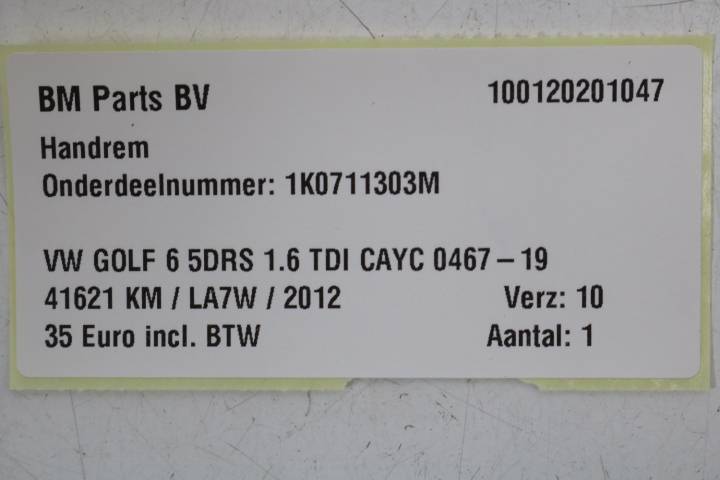 BM Parts BV 100120201047
Handrem
Onderdeelnummer: 1K0711303M
VW GOLF 6 5DRS 1.6 TDI CAYC 0467 – 19
41621 KM / LA7W / 2012 Verz: 10
35 Euro incl. BTW Aantal: 1